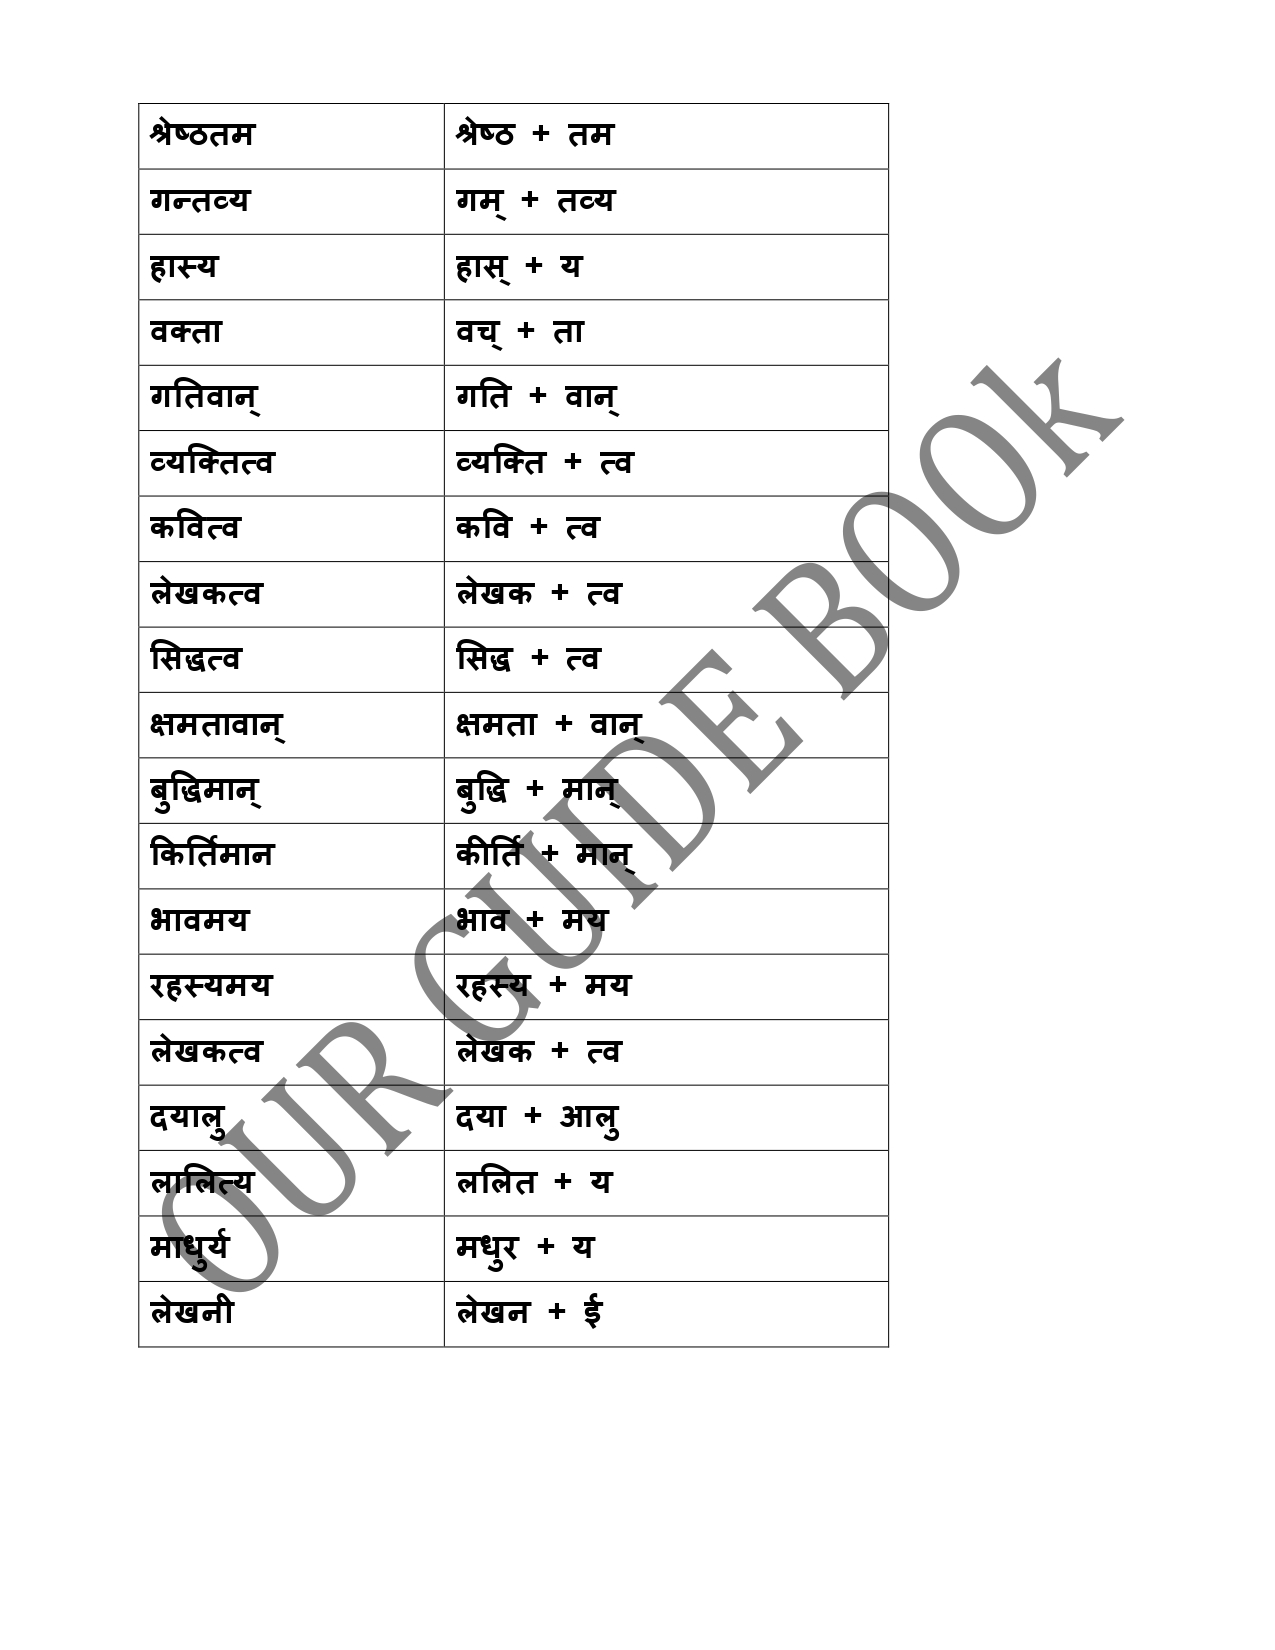 श्रेष्ठतम श्रेष्ठ + तम
गन्तव्य गम् + तव्य
हास्य हास् + य
वक्ता वच् + ता
गतिवान् गति + वान्
व्यक्तित्व व्यक्ति + त्व
कवित्व कवि + त्व
लेखकत्व लेखक + त्व
सिद्धत्व सिद्ध + त्व
क्षमतावान् क्षमता + वान्
बुद्धिमान् बुद्धि + मान्
किर्तिमान कीर्ति + मान्
भावमय भाव + मय
रहस्यमय रहस्य + मय
लेखकत्व लेखक + त्व
दयालु दया + आलु
लालित्य ललित + य
माधुर्य मधुर + य
लेखनी लेखन + ई
OUR GUIDE BOOk